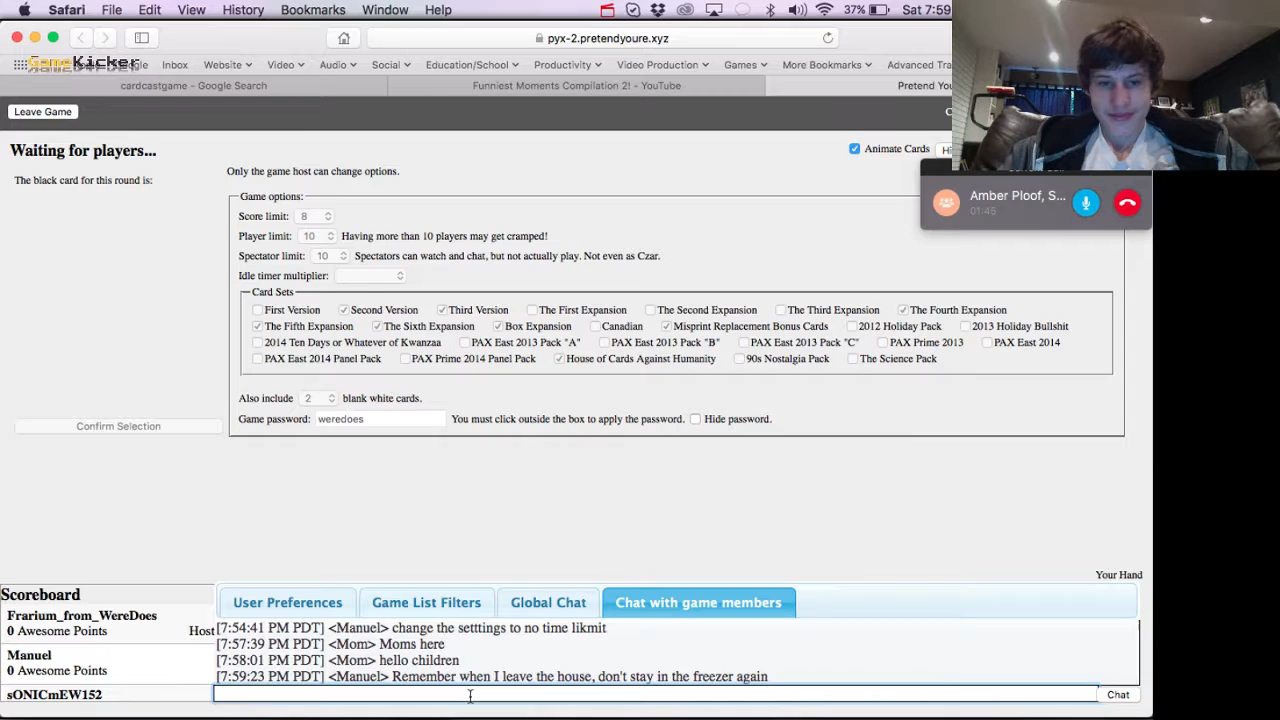 Safari File Edit View History Bookmarks Window Help 37% Sat 7:59
pyx-2.pretendyoure.xyz
GameKicker
Inbox Website Video Audio Social Education/School Productivity Video Production Games More Bookmarks Advanced Tra
cardcastgame - Google Search Funniest Moments Compilation 2! - YouTube Pretend You
Leave Game
Waiting for players...
Animate Cards
The black card for this round is:
Only the game host can change options.
Amber Ploof, S...
01:45
Game options:
Score limit: 8
Player limit: 10 Having more than 10 players may get cramped!
Spectator limit: 10 Spectators can watch and chat, but not actually play. Not even as Czar.
Idle timer multiplier:
Card Sets
First Version Second Version Third Version The First Expansion The Second Expansion The Third Expansion The Fourth Expansion
The Fifth Expansion The Sixth Expansion Box Expansion Canadian Misprint Replacement Bonus Cards 2012 Holiday Pack 2013 Holiday Bullshit
2014 Ten Days or Whatever of Kwanzaa PAX East 2013 Pack "A" PAX East 2013 Pack "B" PAX East 2013 Pack "C" PAX Prime 2013 PAX East 2014
PAX East 2014 Panel Pack PAX Prime 2014 Panel Pack House of Cards Against Humanity 90s Nostalgia Pack The Science Pack
Also include 2 blank white cards.
Game password: weredoes You must click outside the box to apply the password. Hide password.
Confirm Selection
Your Hand
Scoreboard
User Preferences Game List Filters Global Chat Chat with game members
Frarium_from_WereDoes
0 Awesome Points Host
Manuel
0 Awesome Points
sONICmEW152
[7:54:41 PM PDT] <Manuel> change the setttings to no time likmit
[7:57:39 PM PDT] <Mom> Moms here
[7:58:01 PM PDT] <Mom> hello children
[7:59:23 PM PDT] <Manuel> Remember when I leave the house, don't stay in the freezer again
Chat